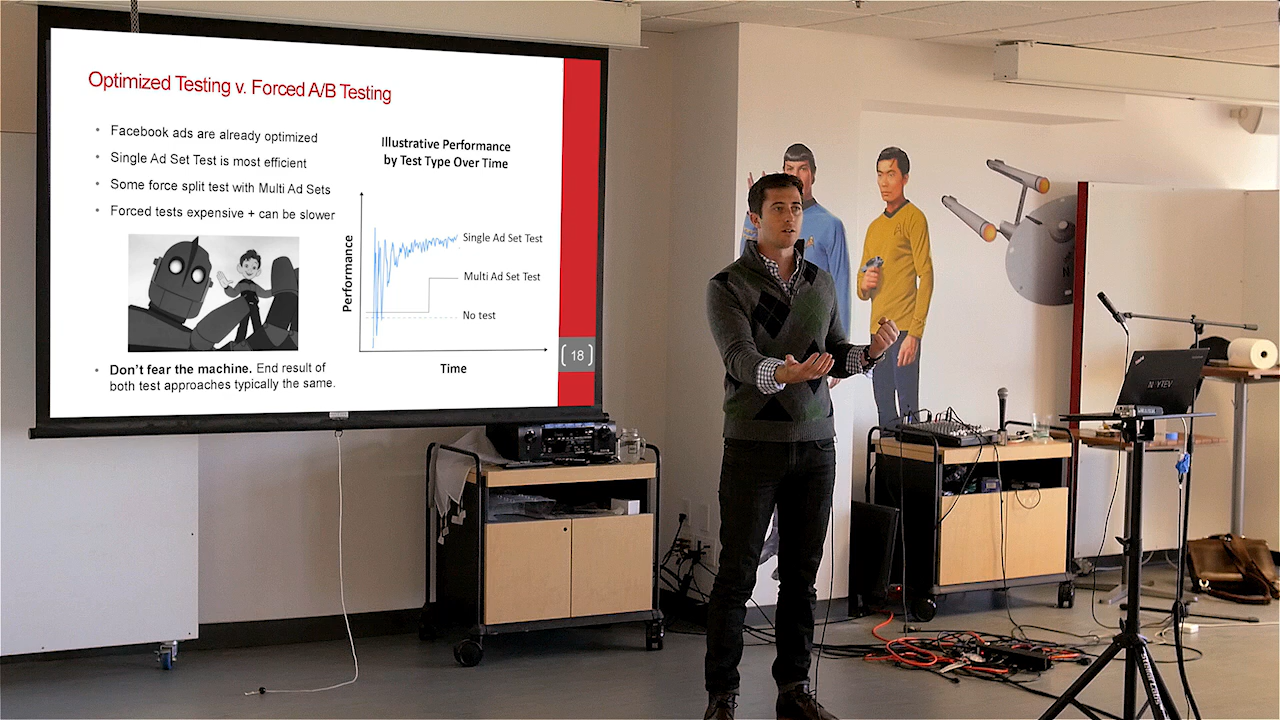 Optimized Testing v. Forced A/B Testing
• Facebook ads are already optimized
• Single Ad Set Test is most efficient
• Some force split test with Multi Ad Sets
• Forced tests expensive + can be slower
Illustrative Performance
by Test Type Over Time
Performance
Single Ad Set Test
Multi Ad Set Test
No test
Time
• Don't fear the machine. End result of
both test approaches typically the same.
18